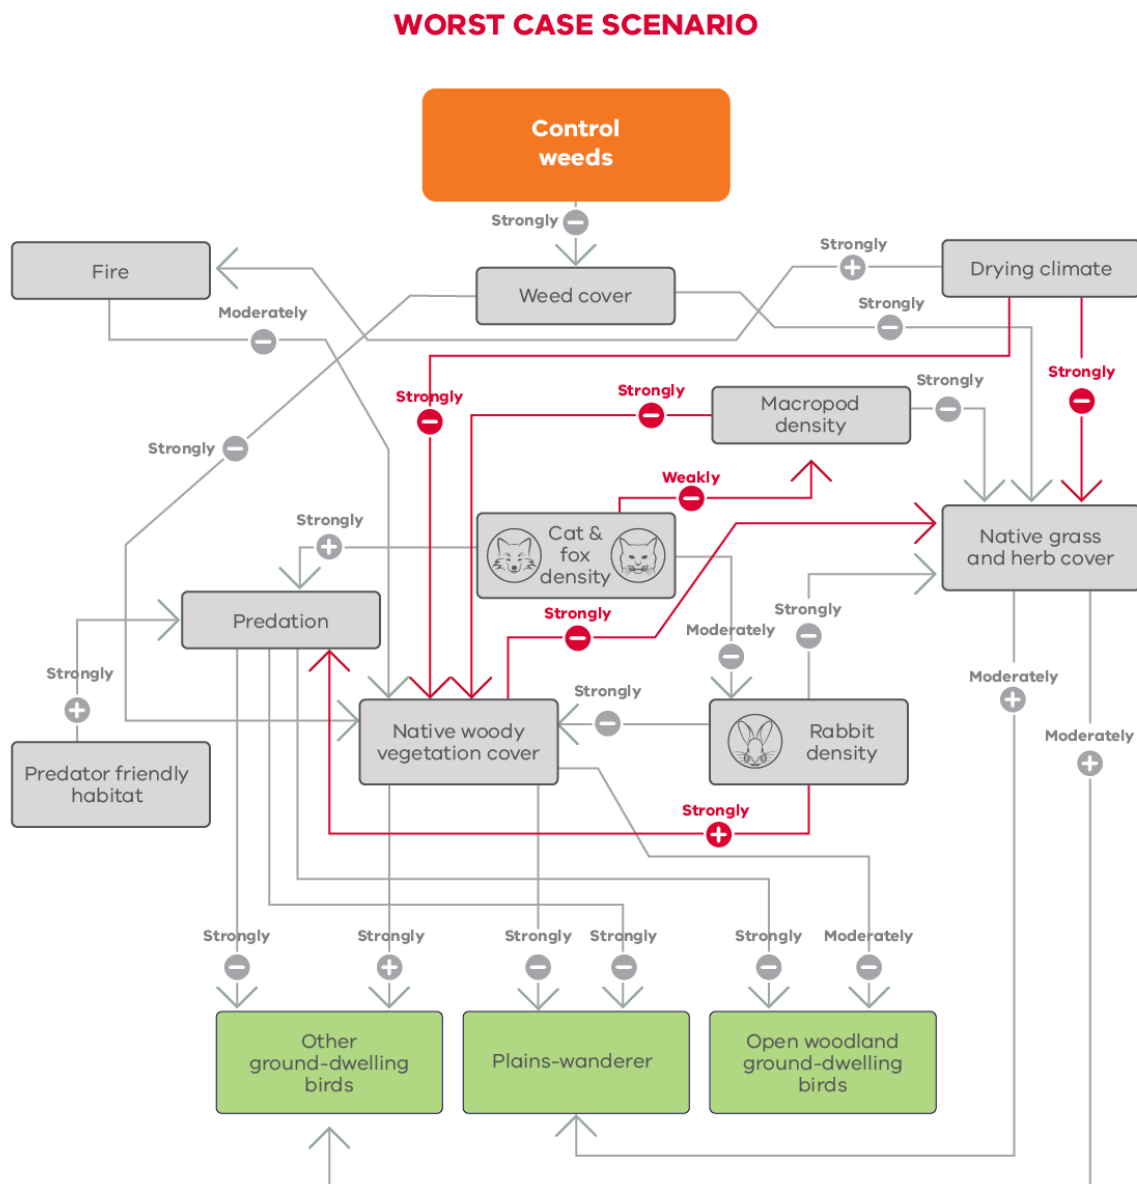 WORST CASE SCENARIO
Control
weeds
Strongly
Fire
Strongly
Drying climate
Weed cover
Moderately
Strongly
Strongly
Strongly
Strongly
Strongly
Macropod
density
Strongly
Weakly
Strongly
Cat &
fox
density
Native grass
and herb cover
Predation
Strongly
Moderately
Strongly
Strongly
Strongly
Moderately
Native woody
vegetation cover
Rabbit
density
Moderately
Predator friendly
habitat
Strongly
Strongly
Strongly
Strongly
Strongly
Strongly
Moderately
Other
ground-dwelling
birds
Plains-wanderer
Open woodland
ground-dwelling
birds